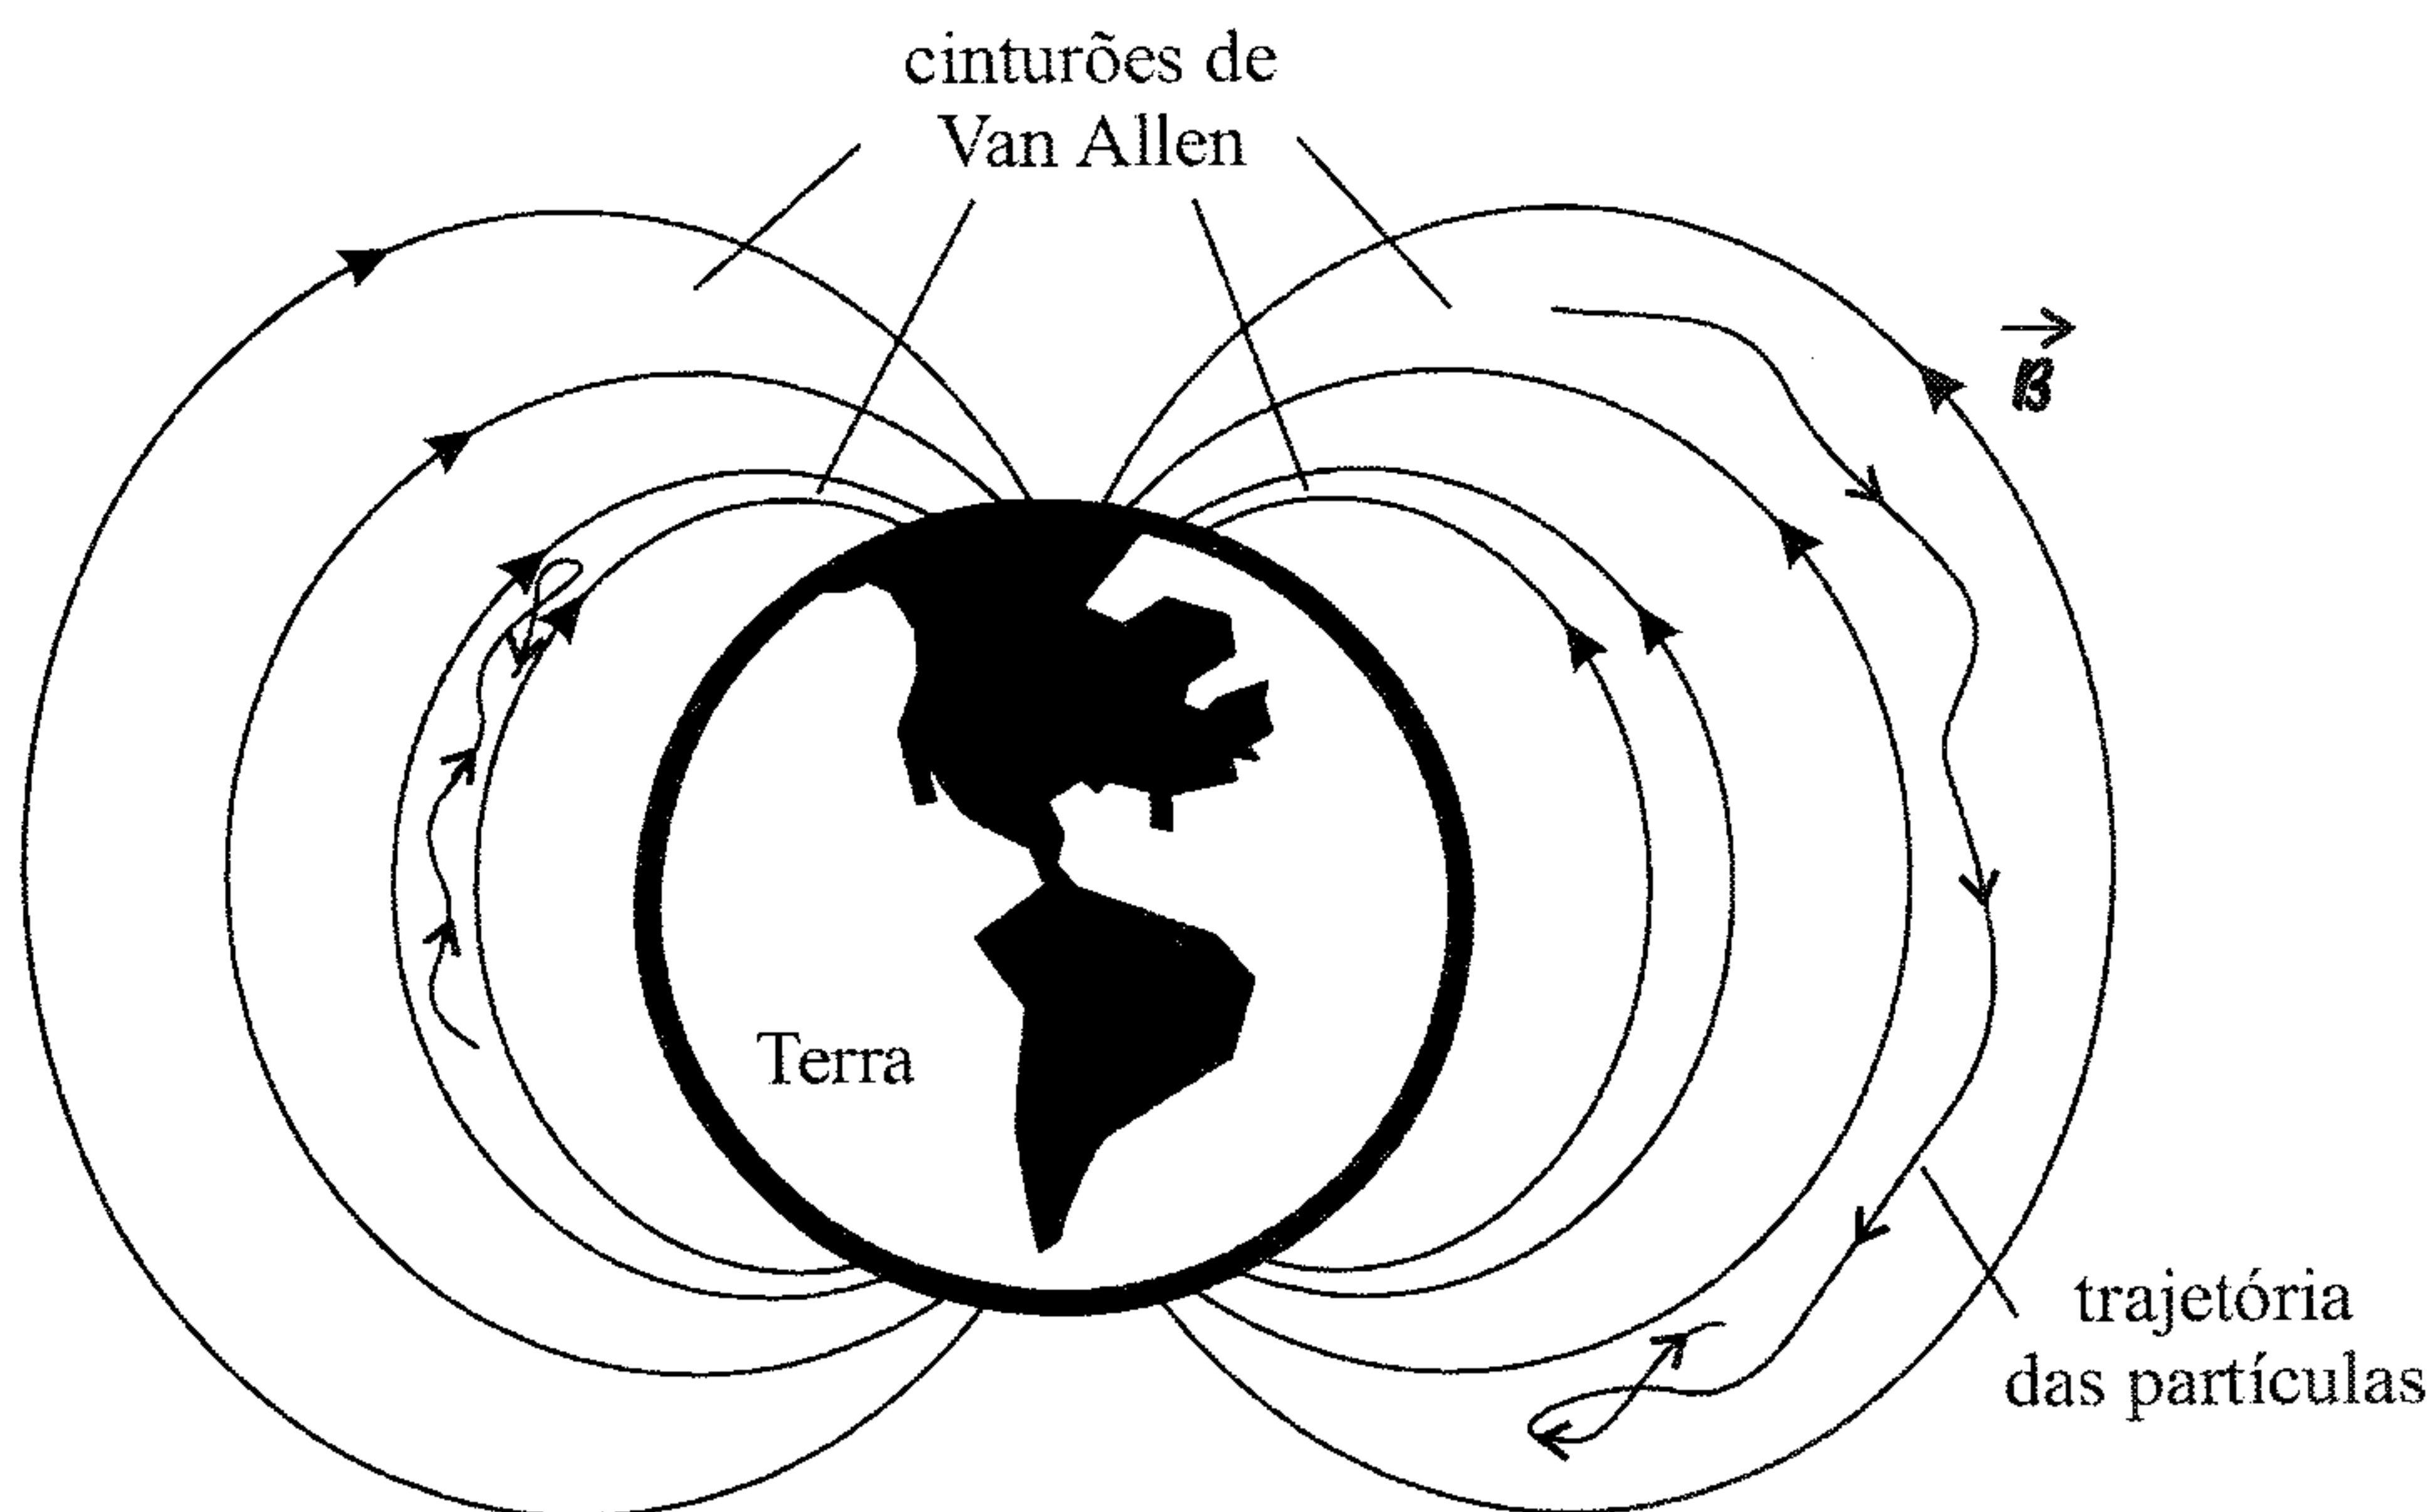 cinturões de
Van Allen
B
Terra
trajetória
das partículas